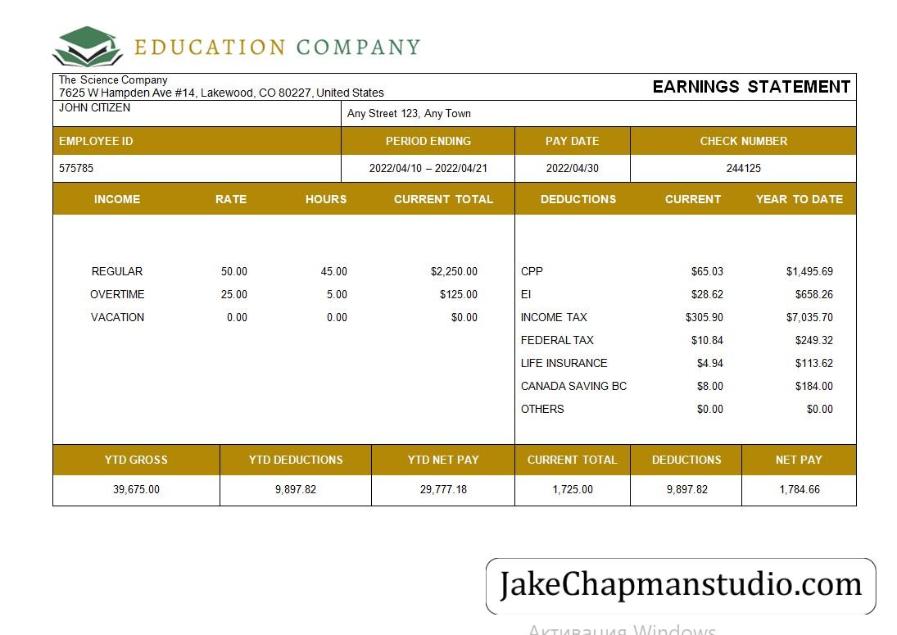 EDUCATION COMPANY
The Science Company
7625 W Hampden Ave #14, Lakewood, CO 80227, United States
EARNINGS STATEMENT
JOHN CITIZEN
Any Street 123, Any Town
EMPLOYEE ID PERIOD ENDING PAY DATE CHECK NUMBER
575785 2022/04/10 – 2022/04/21 2022/04/30 244125
INCOME RATE HOURS CURRENT TOTAL DEDUCTIONS CURRENT YEAR TO DATE
REGULAR 50.00 45.00 $2,250.00 CPP $65.03 $1,495.69
OVERTIME 25.00 5.00 $125.00 EI $28.62 $658.26
VACATION 0.00 0.00 $0.00 INCOME TAX $305.90 $7,035.70
FEDERAL TAX $10.84 $249.32
LIFE INSURANCE $4.94 $113.62
CANADA SAVING BC $8.00 $184.00
OTHERS $0.00 $0.00
YTD GROSS YTD DEDUCTIONS YTD NET PAY CURRENT TOTAL DEDUCTIONS NET PAY
39,675.00 9,897.82 29,777.18 1,725.00 9,897.82 1,784.66
JakeChapmanstudio.com
Активация Windows